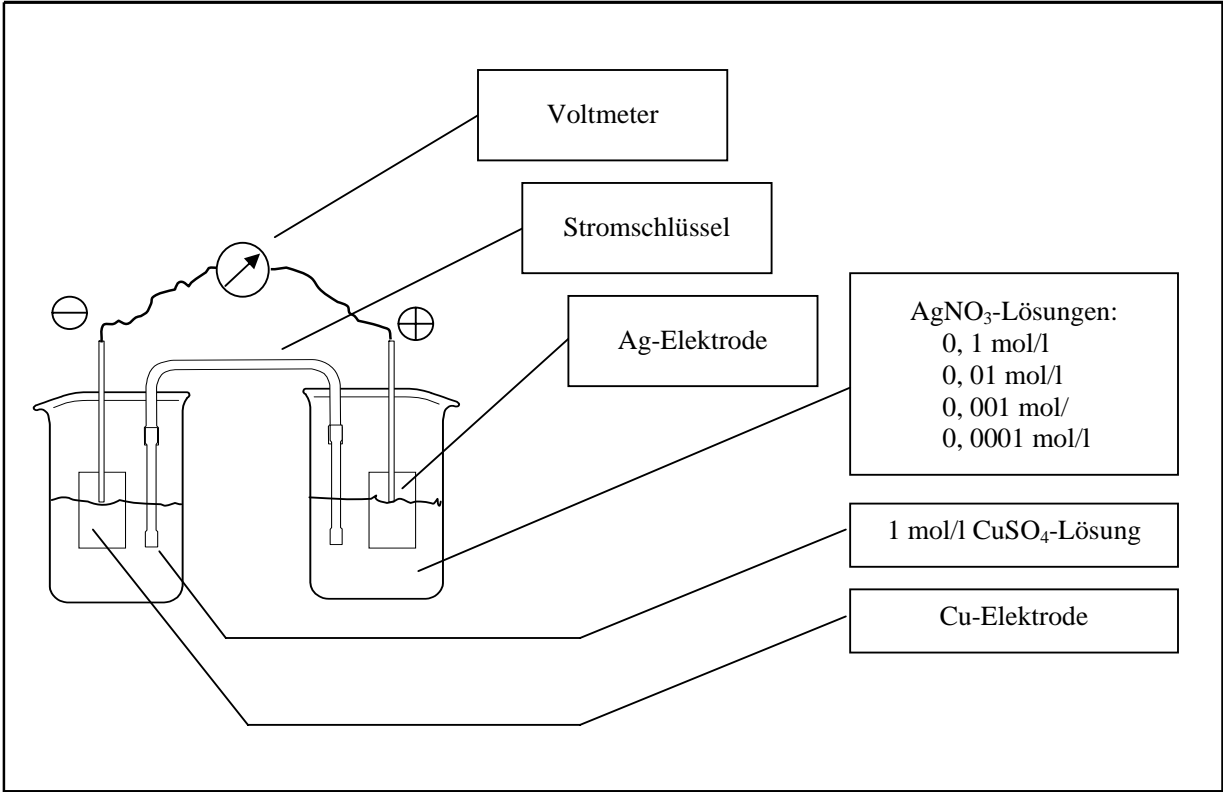 Voltmeter
Stromschlüssel
Ag-Elektrode
AgNO₃-Lösungen:
0, 1 mol/l
0, 01 mol/l
0, 001 mol/
0, 0001 mol/l
1 mol/l CuSO₄-Lösung
Cu-Elektrode